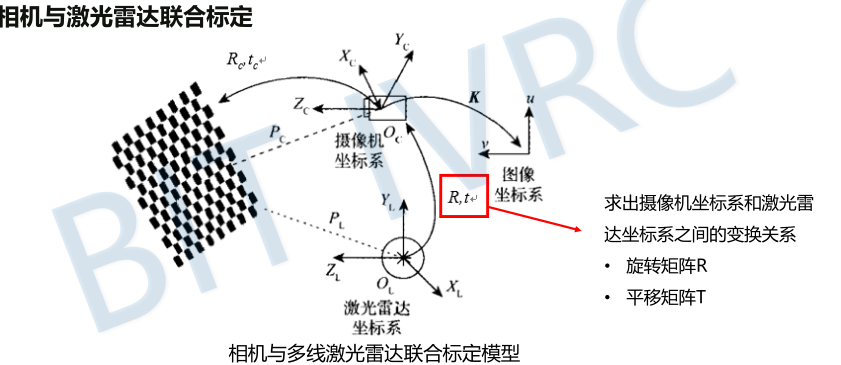 相机与激光雷达联合标定
Y_C
R_c,t_c
X_C
Z_C
K
u
P_C
O_C
摄像机
坐标系
v
图像
坐标系
R,t
Y_L
P_L
求出摄像机坐标系和激光雷
达坐标系之间的变换关系
• 旋转矩阵R
• 平移矩阵T
Z_L
O_L
X_L
激光雷达
坐标系
相机与多线激光雷达联合标定模型
BIT IVRC